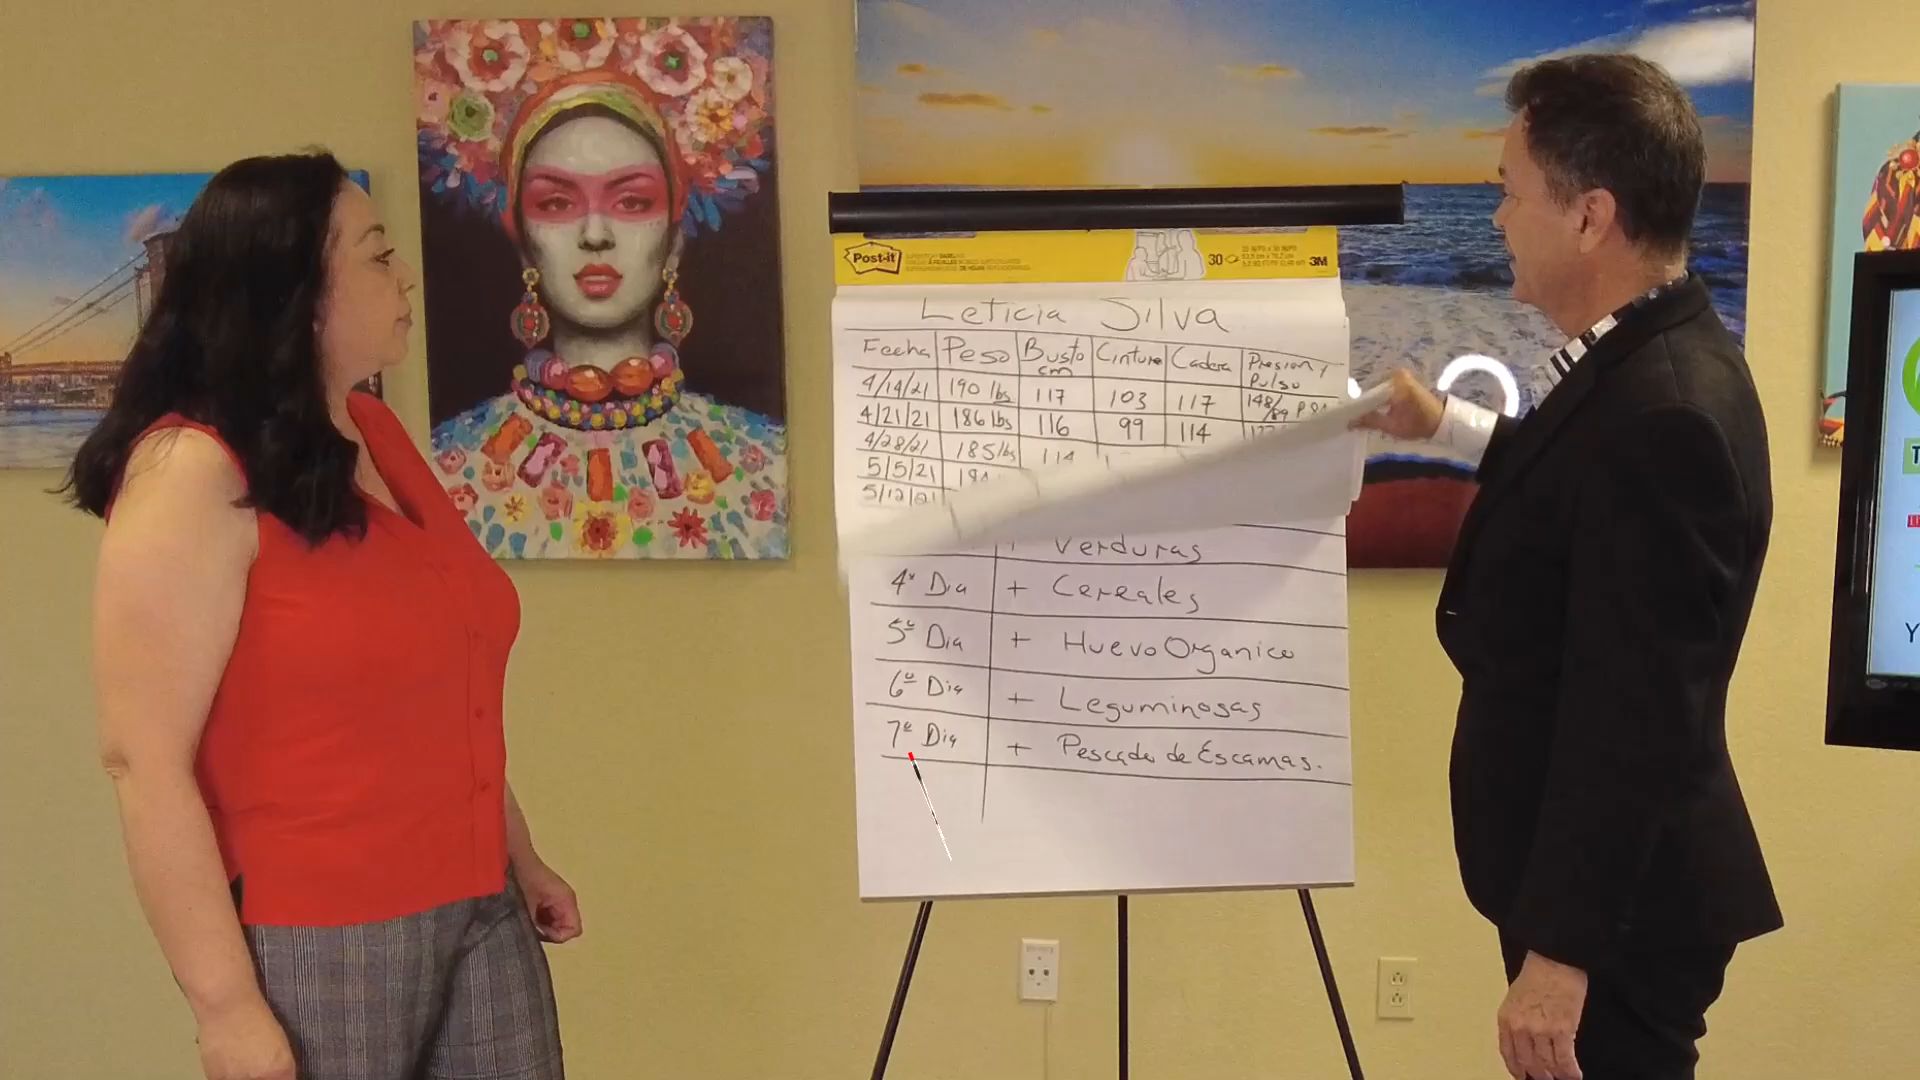 Post-it
30
3M
Leticia Silva
Fecha Peso Busto cm Cintura Cadera Presion y Pulso
4/14/21 190 lbs 117 103 117 148/89
4/21/21 186 lbs 116 99 114
4/28/21 185 lbs 114
5/5/21
5/12/21
+ Verduras
4º Dia + Cereales
5º Dia + Huevo Organico
6º Dia + Leguminosas
7º Dia + Pescado de Escamas.
T
Y